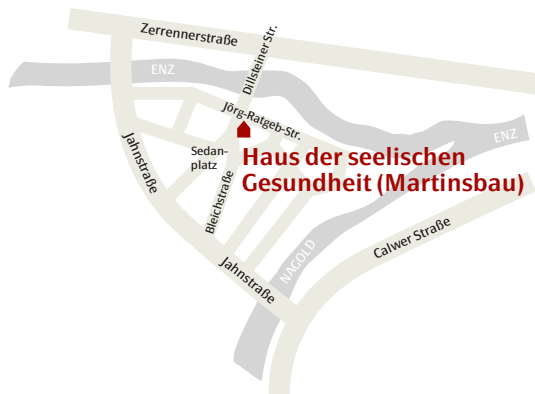 Zerrennerstraße
Dillsteiner Str.
ENZ
Jörg-Ratgeb-Str.
ENZ
Jahnstraße
Sedan-
platz
Haus der seelischen
Gesundheit (Martinsbau)
Bleichstraße
Calwer Straße
NAGOLD
Jahnstraße